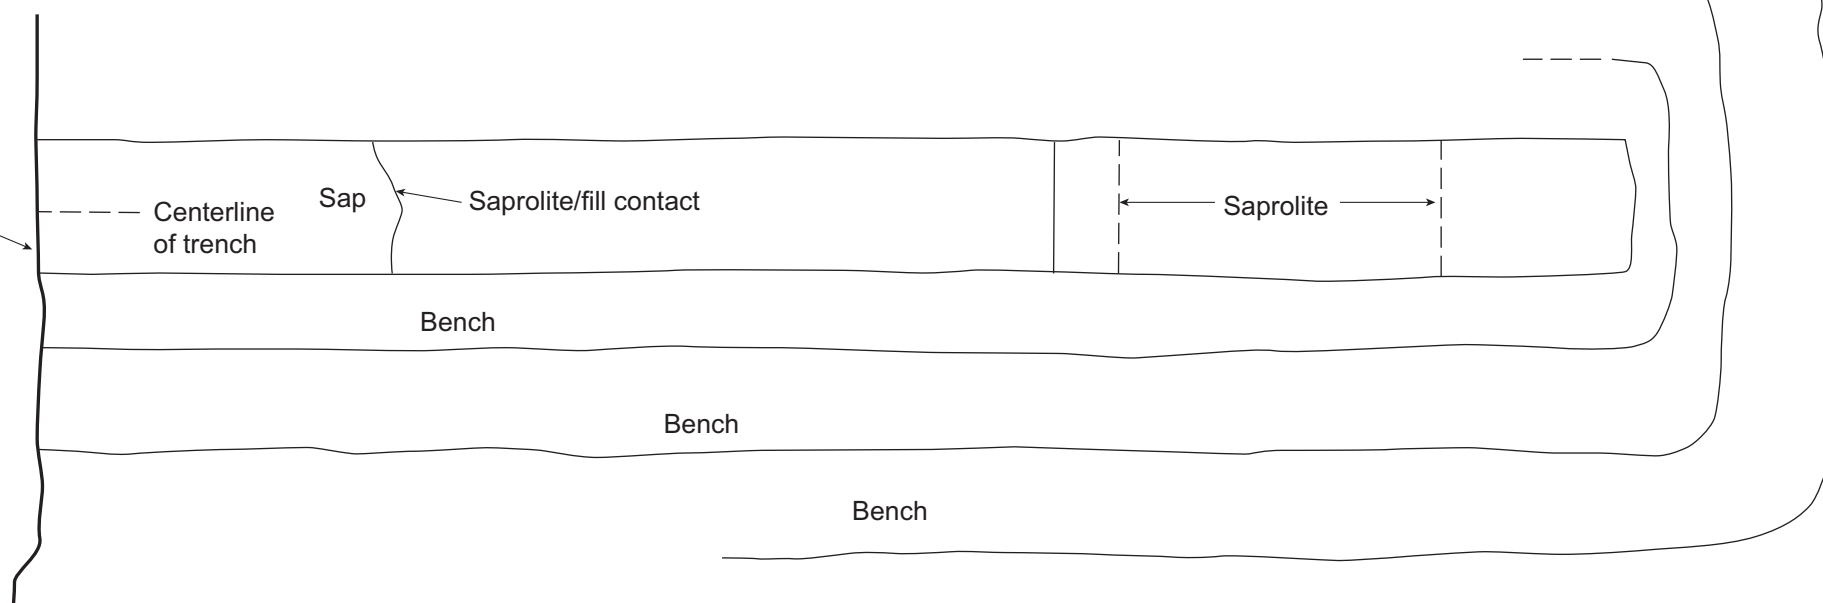 Sap
Saprolite/fill contact
Saprolite
Centerline
of trench
Bench
Bench
Bench